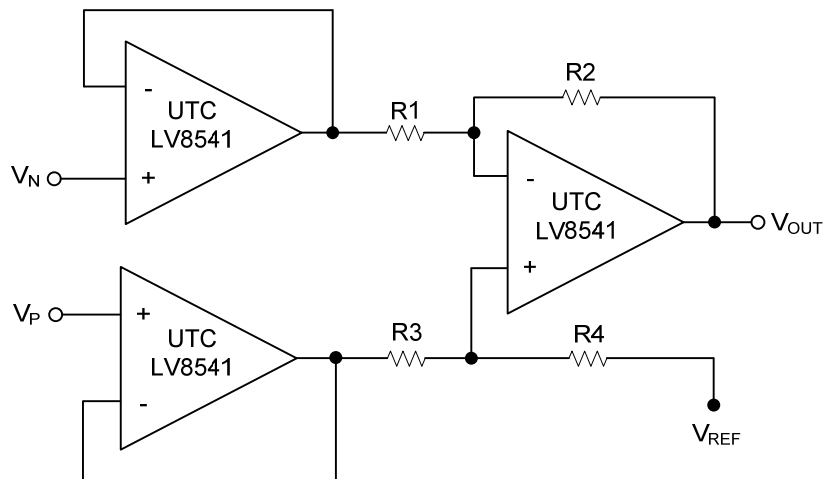 R2
R1
-
UTC
LV8541
+
V_N
-
UTC
LV8541
+
V_OUT
V_P
+
UTC
LV8541
-
R3
R4
V_REF